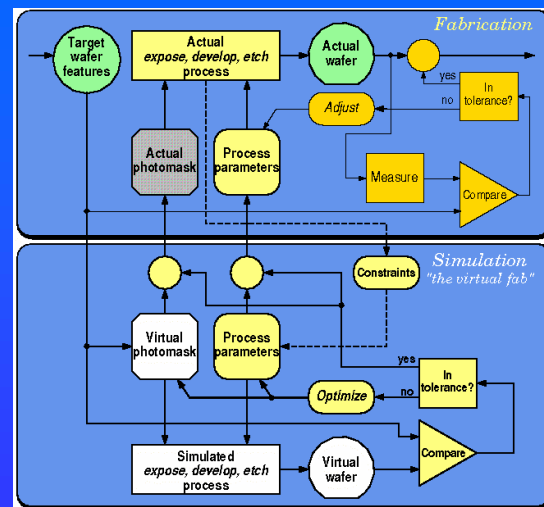 Fabrication
Target
wafer
features
Actual
expose, develop, etch
process
Actual
wafer
yes
no
In
tolerance?
Adjust
Actual
photomask
Process
parameters
Measure
Compare
Simulation
"the virtual fab"
Constraints
Virtual
photomask
Process
parameters
yes
no
In
tolerance?
Optimize
Simulated
expose, develop, etch
process
Virtual
wafer
Compare